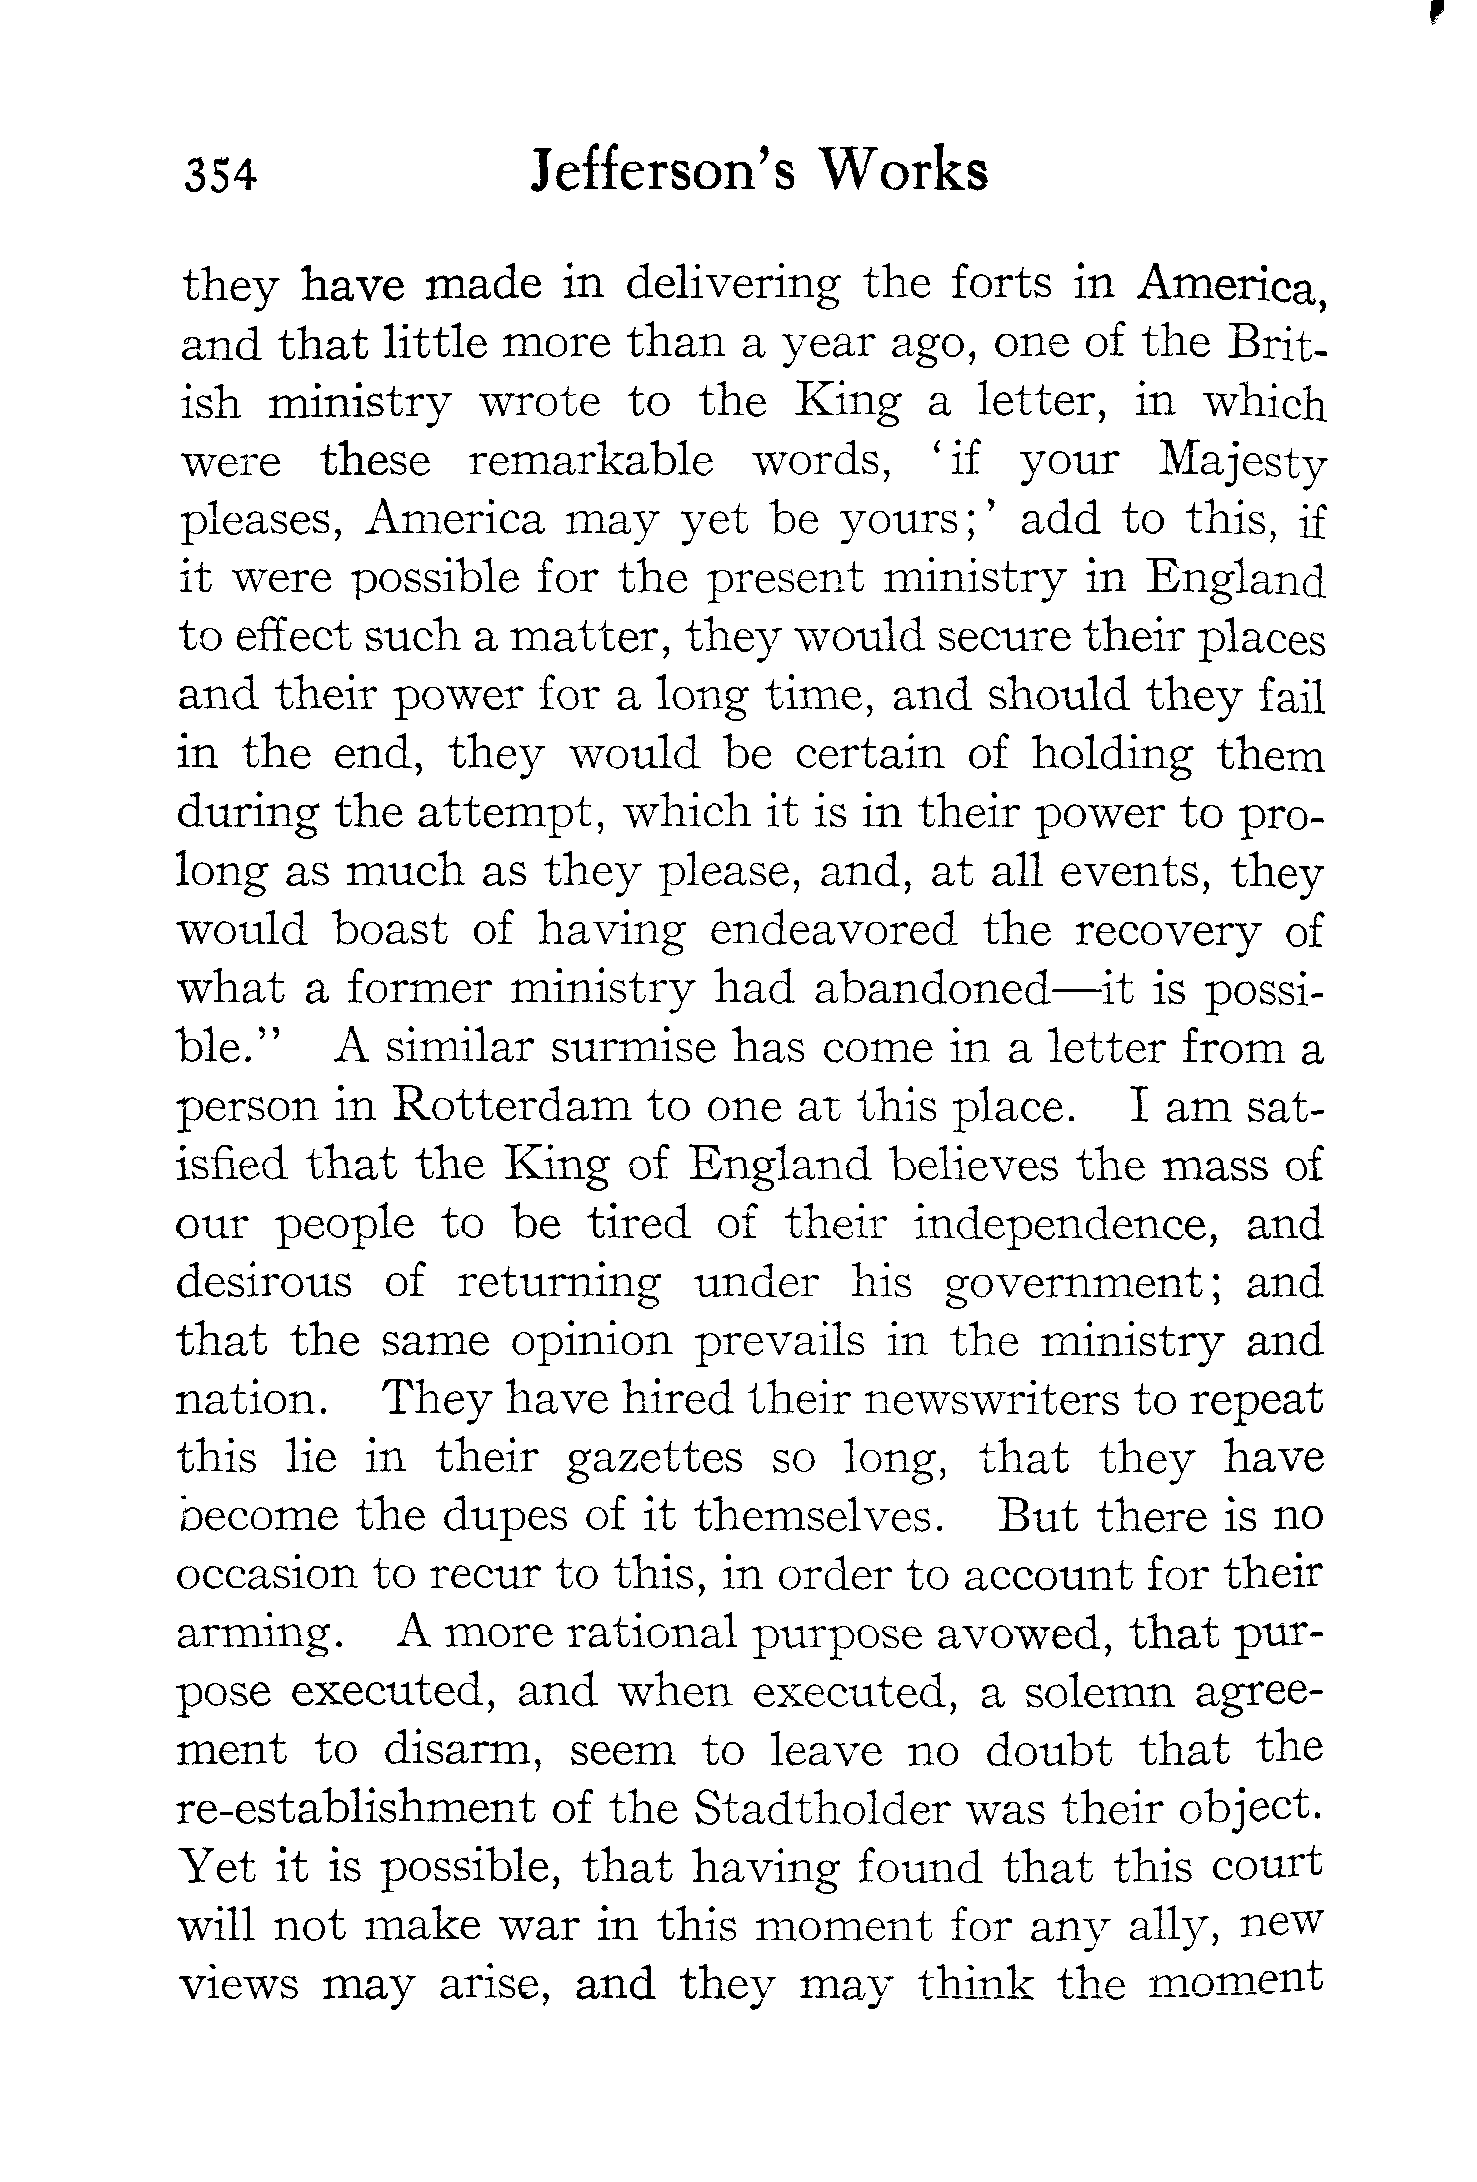 354 Jefferson's Works
they have made in delivering the forts in America,
and that little more than a year ago, one of the Brit-
ish ministry wrote to the King a letter, in which
were these remarkable words, ‘if your Majesty
pleases, America may yet be yours;’ add to this, if
it were possible for the present ministry in England
to effect such a matter, they would secure their places
and their power for a long time, and should they fail
in the end, they would be certain of holding them
during the attempt, which it is in their power to pro-
long as much as they please, and, at all events, they
would boast of having endeavored the recovery of
what a former ministry had abandoned—it is possi-
ble.” A similar surmise has come in a letter from a
person in Rotterdam to one at this place. I am sat-
isfied that the King of England believes the mass of
our people to be tired of their independence, and
desirous of returning under his government; and
that the same opinion prevails in the ministry and
nation. They have hired their newswriters to repeat
this lie in their gazettes so long, that they have
become the dupes of it themselves. But there is no
occasion to recur to this, in order to account for their
arming. A more rational purpose avowed, that pur-
pose executed, and when executed, a solemn agree-
ment to disarm, seem to leave no doubt that the
re-establishment of the Stadtholder was their object.
Yet it is possible, that having found that this court
will not make war in this moment for any ally, new
views may arise, and they may think the moment